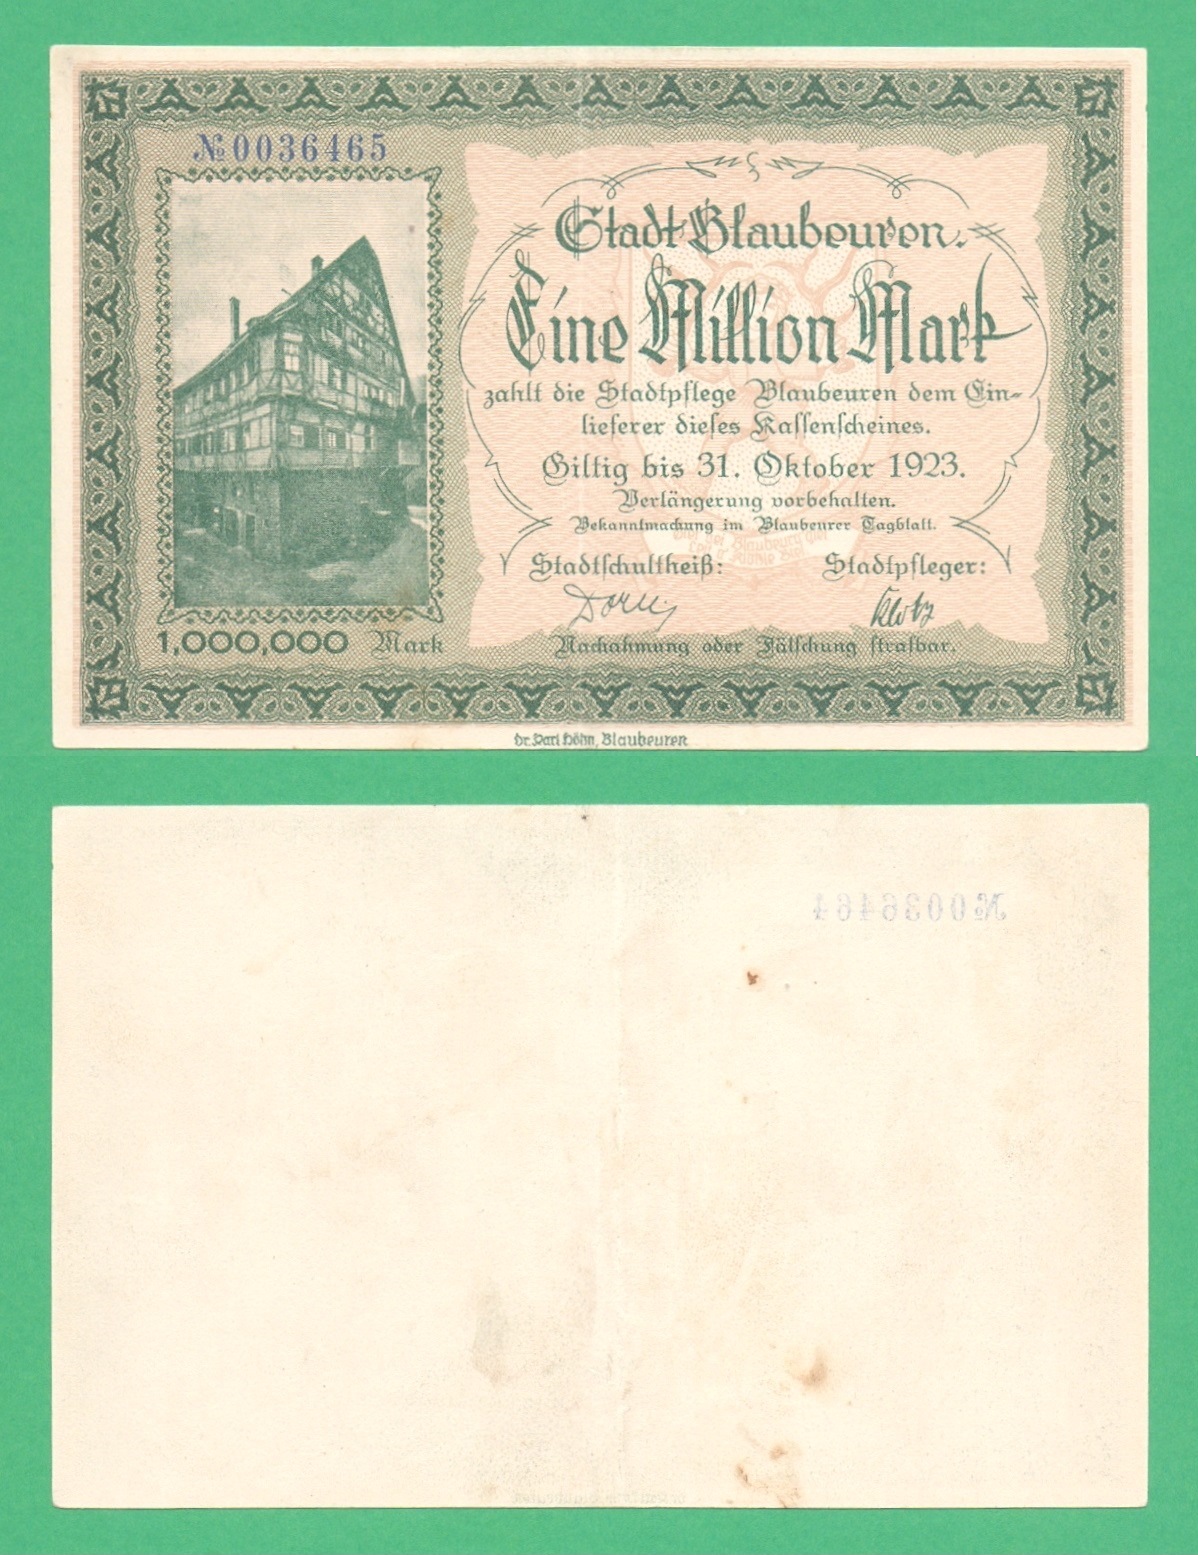 №0036465
Stadt Blaubeuren.
Eine Million Mark
zahlt die Stadtpflege Blaubeuren dem Ein-
lieferer dieses Kassenscheines.
Giltig bis 31. Oktober 1923.
Verlängerung vorbehalten.
Bekanntmachung im Blaubeurer Tagblatt.
Stadtschultheiß: Stadtpfleger:
Klotz
1,000,000 Mark
Nachahmung oder Fälschung strafbar.
Dr. Karl Höhn, Blaubeuren
№0036464